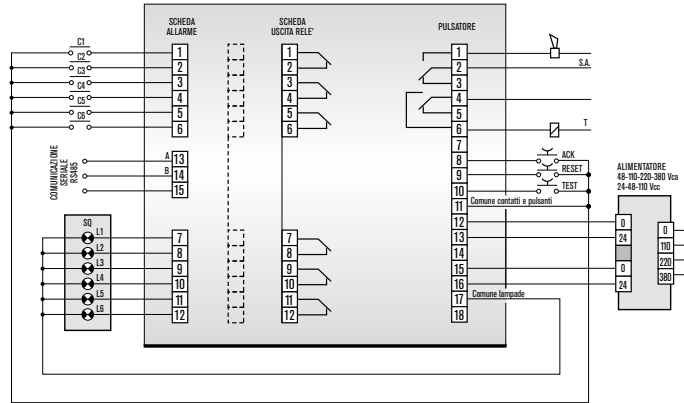 SCHEDA
ALLARME
SCHEDA
USCITA RELE'
PULSATORE
C1
C2
C3
C4
C5
C6
1
2
3
4
5
6
1
2
3
4
5
6
1
2
3
4
5
6
7
8
9
10
11
12
13
14
15
16
17
18
S.A.
T
ACK
RESET
TEST
Comune contatti e pulsanti
Comune lampade
COMUNICAZIONE
SERIALE
RS485
A
B
13
14
15
SQ
L1
L2
L3
L4
L5
L6
7
8
9
10
11
12
7
8
9
10
11
12
ALIMENTATORE
48-110-220-380 Vca
24-48-110 Vcc
0
24
0
24
0
110
220
380